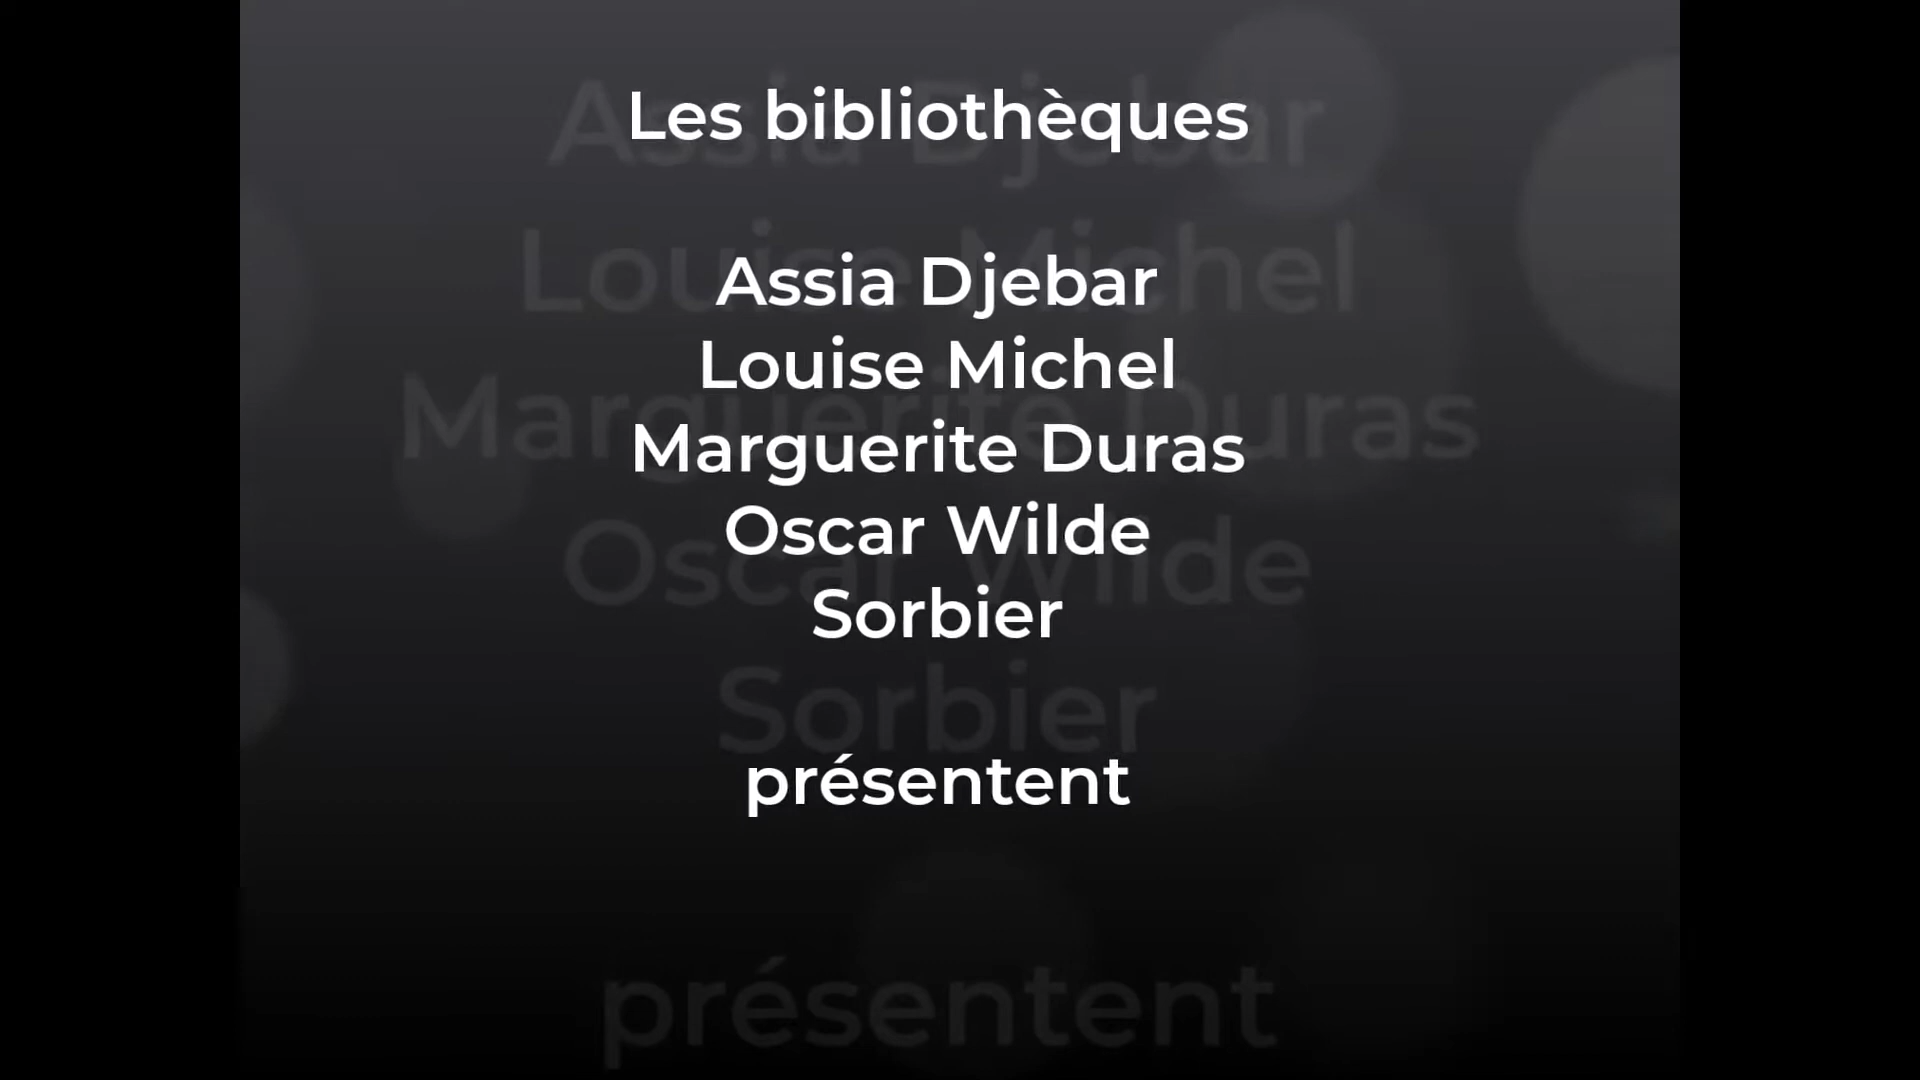 Les bibliothèques
Assia Djebar
Louise Michel
Marguerite Duras
Oscar Wilde
Sorbier
présentent